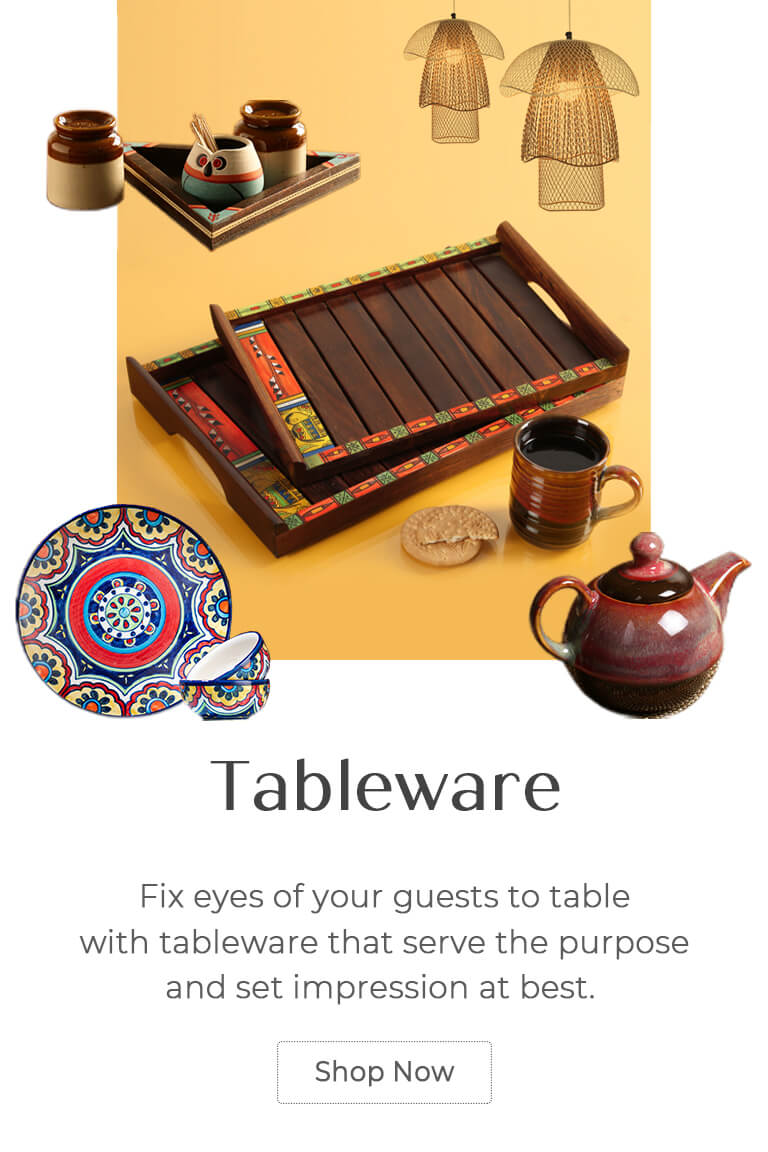 Tableware
Fix eyes of your guests to table
with tableware that serve the purpose
and set impression at best.
Shop Now